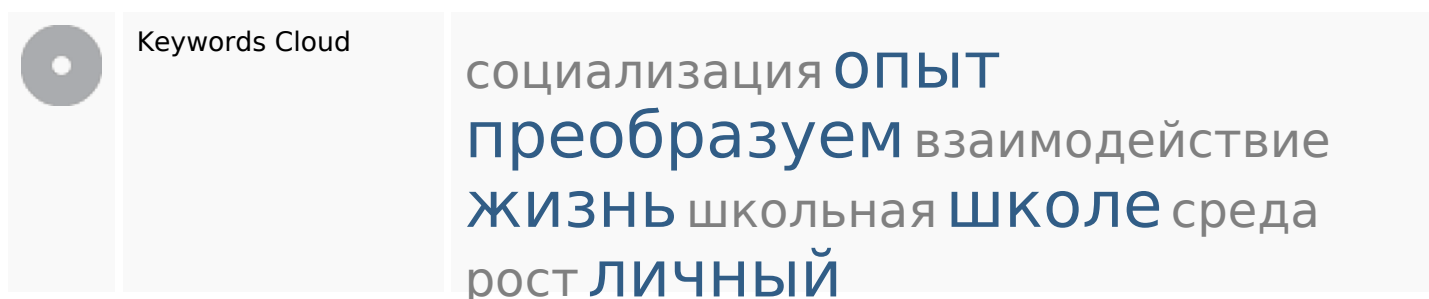 Keywords Cloud
социализация опыт
преобразуем взаимодействие
жизнь школьная школе среда
рост личный